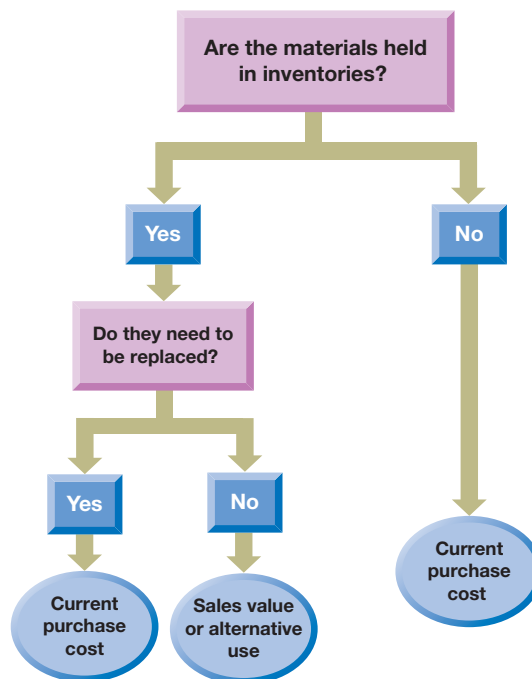 Are the materials held
in inventories?
Yes
No
Do they need to
be replaced?
Yes
No
Current
purchase
cost
Sales value
or alternative
use
Current
purchase
cost